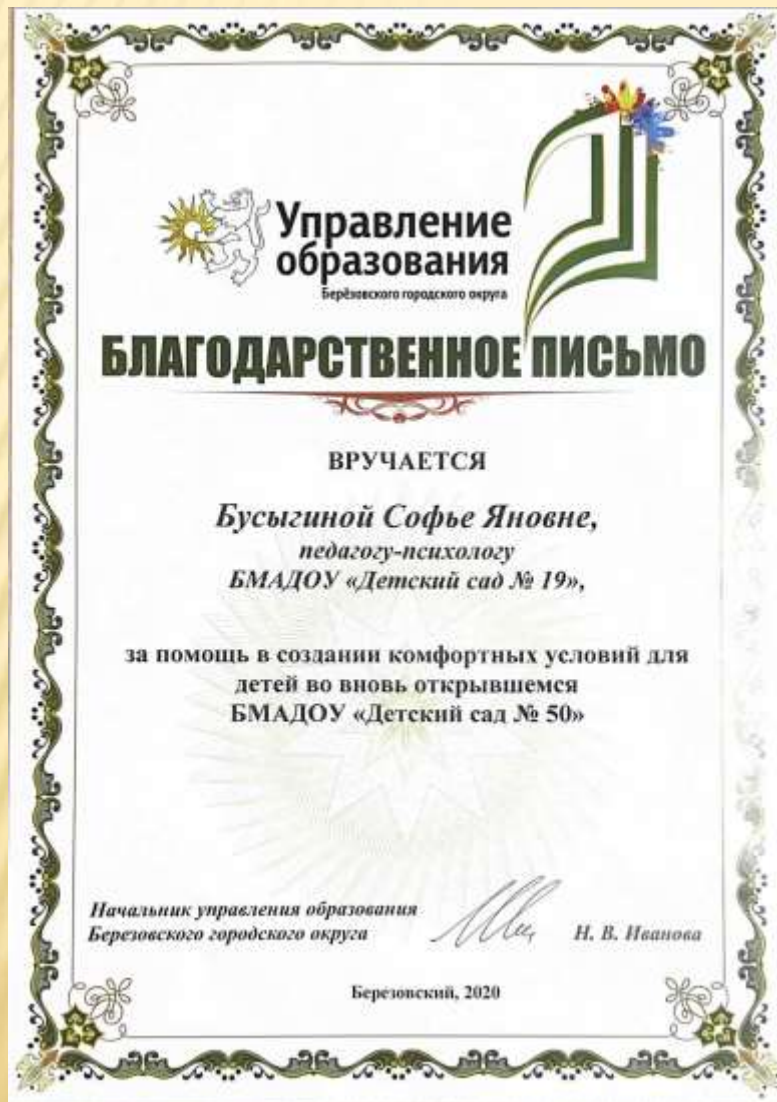 Управление
образования
Берёзовского городского округа
БЛАГОДАРСТВЕННОЕ ПИСЬМО
ВРУЧАЕТСЯ
Бусыгиной Софье Яновне,
педагогу-психологу
БМАДОУ «Детский сад № 19»,
за помощь в создании комфортных условий для
детей во вновь открывшемся
БМАДОУ «Детский сад № 50»
Начальник управления образования
Березовского городского округа Н. В. Иванова
Березовский, 2020